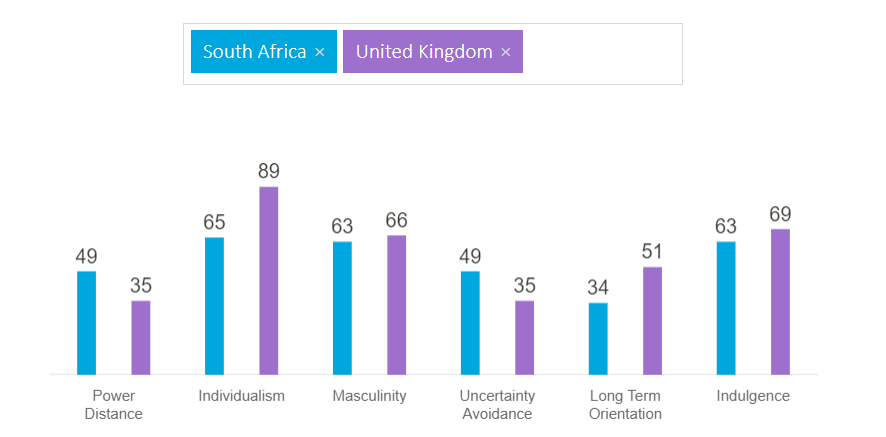 South Africa × United Kingdom ×
89
65 63 66 63 69
49 49 51
35 35 34
Power Distance
Individualism
Masculinity
Uncertainty Avoidance
Long Term Orientation
Indulgence